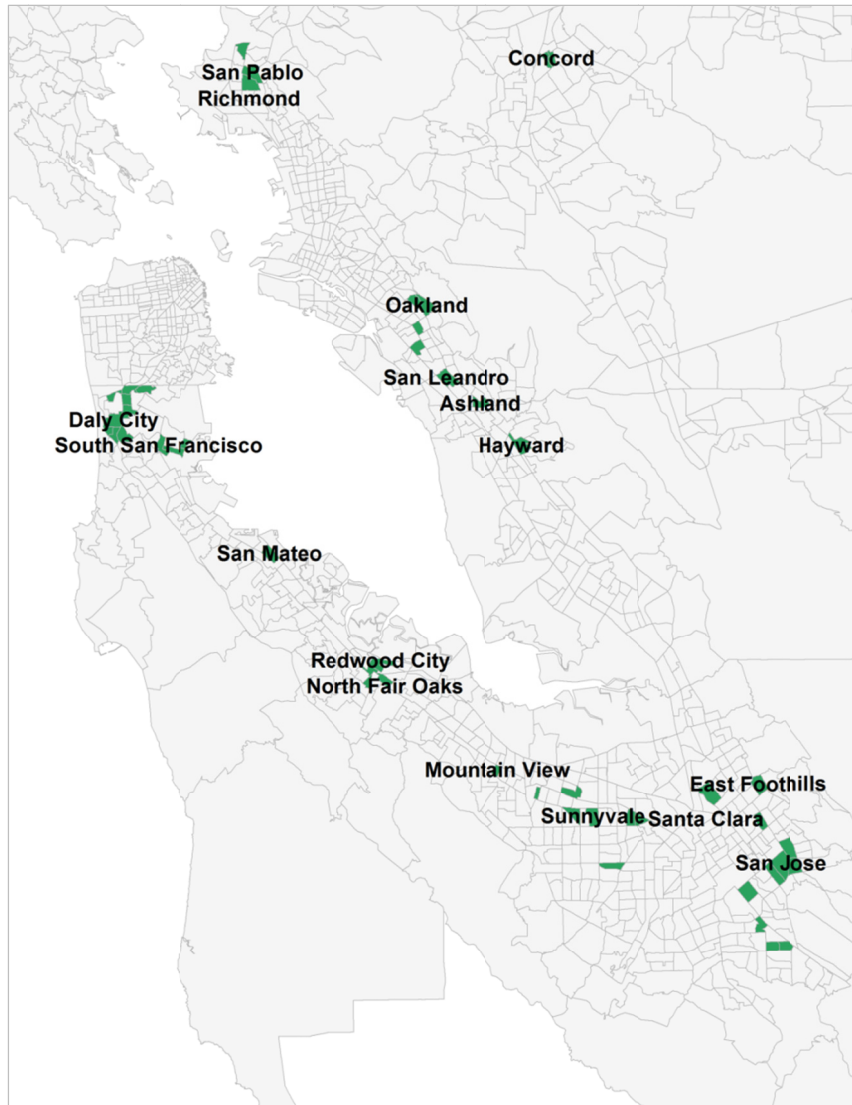 Concord
San Pablo
Richmond
Oakland
San Leandro
Ashland
Daly City
South San Francisco
Hayward
San Mateo
Redwood City
North Fair Oaks
Mountain View
East Foothills
Sunnyvale
Santa Clara
San Jose